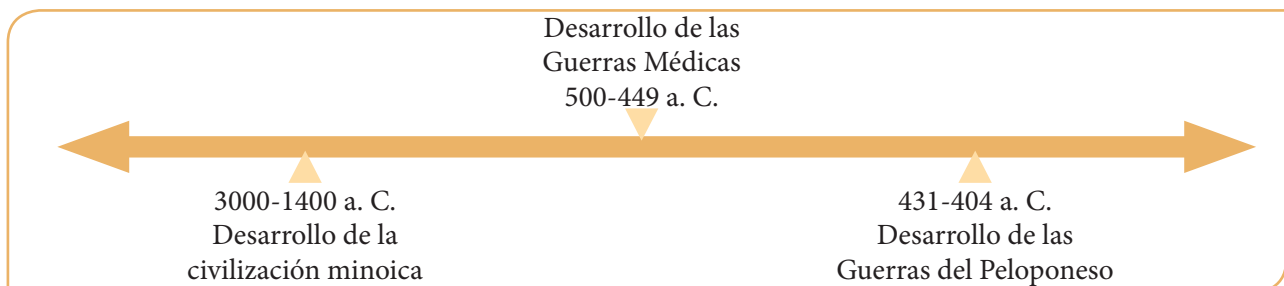 Desarrollo de las
Guerras Médicas
500-449 a. C.
3000-1400 a. C.
Desarrollo de la
civilización minoica
431-404 a. C.
Desarrollo de las
Guerras del Peloponeso